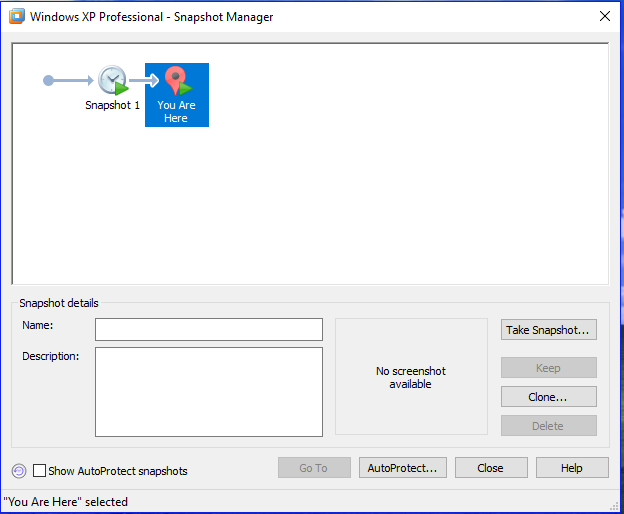 Windows XP Professional - Snapshot Manager
Snapshot 1
You Are
Here
Snapshot details
Name:
Description:
No screenshot
available
Take Snapshot...
Keep
Clone...
Delete
Show AutoProtect snapshots
Go To
AutoProtect...
Close
Help
"You Are Here" selected